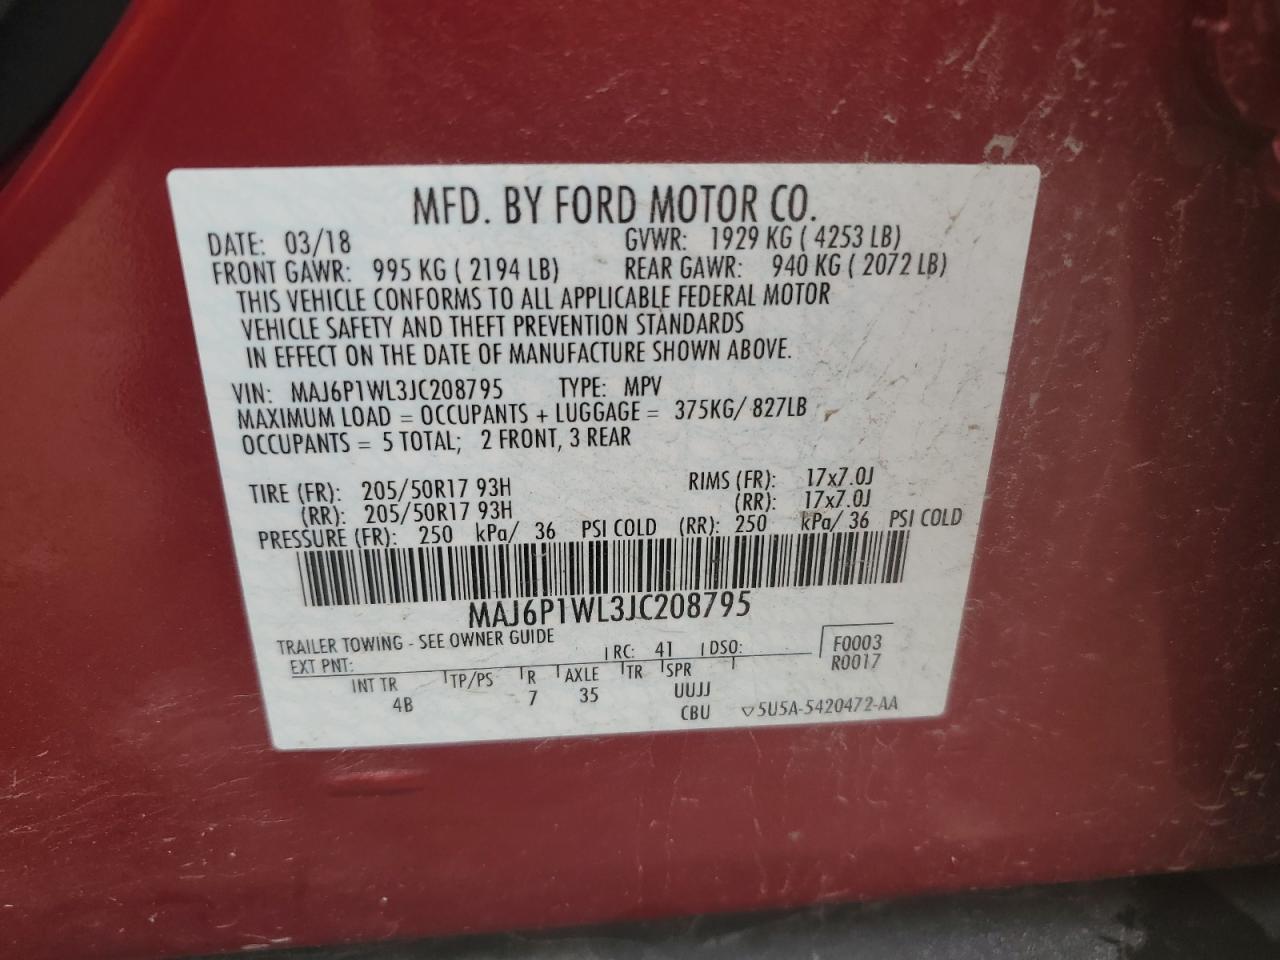 MFD. BY FORD MOTOR CO.
DATE: 03/18 GVWR: 1929 KG ( 4253 LB)
FRONT GAWR: 995 KG ( 2194 LB) REAR GAWR: 940 KG ( 2072 LB)
THIS VEHICLE CONFORMS TO ALL APPLICABLE FEDERAL MOTOR
VEHICLE SAFETY AND THEFT PREVENTION STANDARDS
IN EFFECT ON THE DATE OF MANUFACTURE SHOWN ABOVE.
VIN: MAJ6P1WL3JC208795 TYPE: MPV
MAXIMUM LOAD = OCCUPANTS + LUGGAGE = 375KG/ 827LB
OCCUPANTS = 5 TOTAL; 2 FRONT, 3 REAR
TIRE (FR): 205/50R17 93H RIMS (FR): 17x7.0J
(RR): 205/50R17 93H (RR): 17x7.0J
PRESSURE (FR): 250 kPa/ 36 PSI COLD (RR): 250 kPa/ 36 PSI COLD
MAJ6P1WL3JC208795
TRAILER TOWING - SEE OWNER GUIDE
EXT PNT: RC: 41 DSO: F0003
R0017
INT TR TP/PS R AXLE TR SPR
4B 7 35 UUJJ
CBU 5U5A-5420472-AA